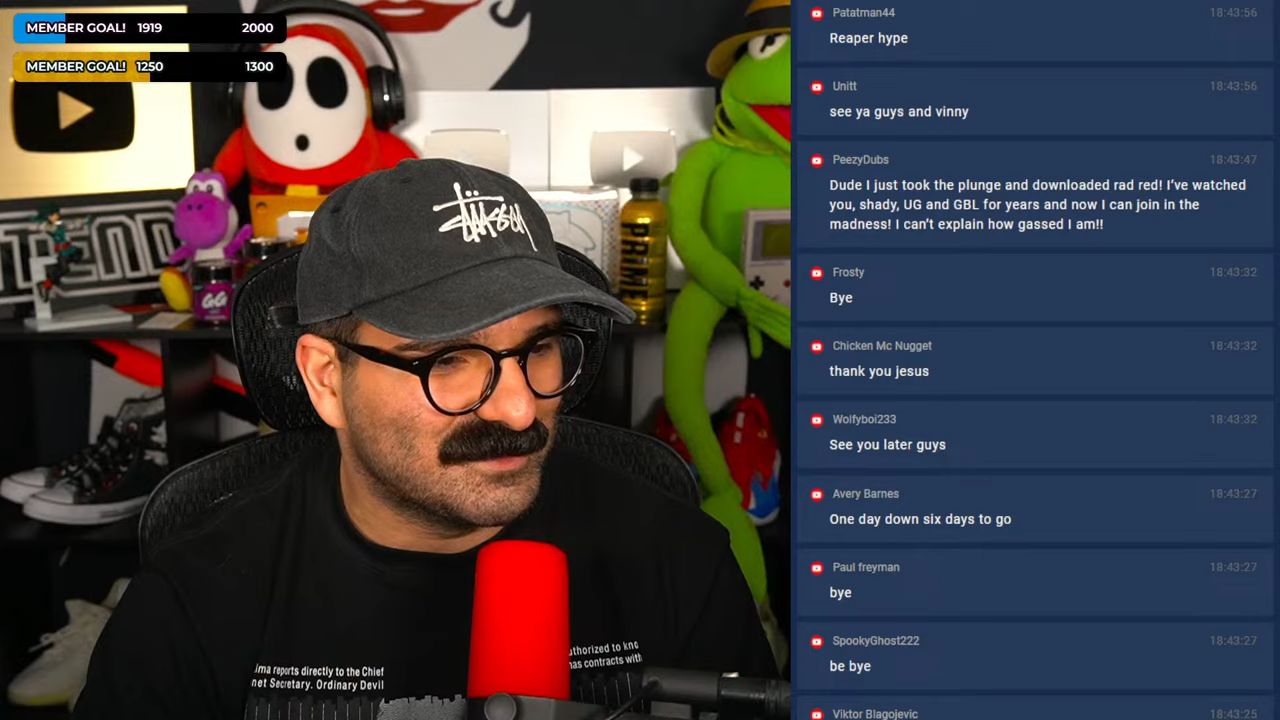 MEMBER GOAL! 1919 2000
MEMBER GOAL! 1250 1300
PRIME
GG
ima reports directly to the Chief
net Secretary. Ordinary Devil
uthorized to kno
has contracts with
Patatman44 18:43:56
Reaper hype
Unitt 18:43:56
see ya guys and vinny
PeezyDubs 18:43:47
Dude I just took the plunge and downloaded rad red! I've watched
you, shady, UG and GBL for years and now I can join in the
madness! I can't explain how gassed I am!!
Frosty 18:43:32
Bye
Chicken Mc Nugget 18:43:32
thank you jesus
Wolfyboi233 18:43:32
See you later guys
Avery Barnes 18:43:27
One day down six days to go
Paul freyman 18:43:27
bye
SpookyGhost222 18:43:27
be bye
Viktor Blagojevic 18:43:25